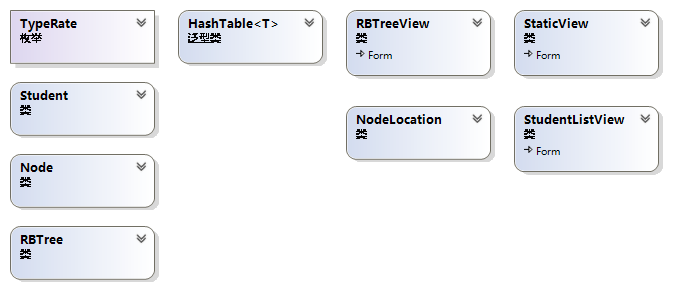 TypeRate
枚举
HashTable<T>
泛型类
RBTreeView
类
Form
StaticView
类
Form
Student
类
NodeLocation
类
StudentListView
类
Form
Node
类
RBTree
类